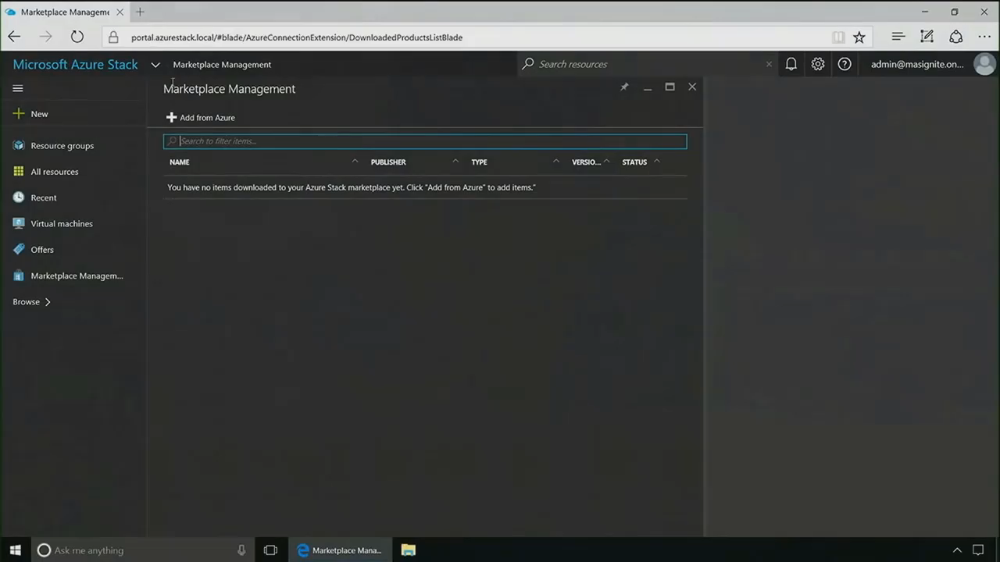 Marketplace Manageme
portal.azurestack.local/#blade/AzureConnectionExtension/DownloadedProductsListBlade
Microsoft Azure Stack
Marketplace Management
Search resources
admin@masignite.on...
Marketplace Management
New
Add from Azure
Search to filter items...
Resource groups
NAME PUBLISHER TYPE VERSIO... STATUS
All resources
You have no items downloaded to your Azure Stack marketplace yet. Click "Add from Azure" to add items."
Recent
Virtual machines
Offers
Marketplace Managem...
Browse
Ask me anything
Marketplace Mana...